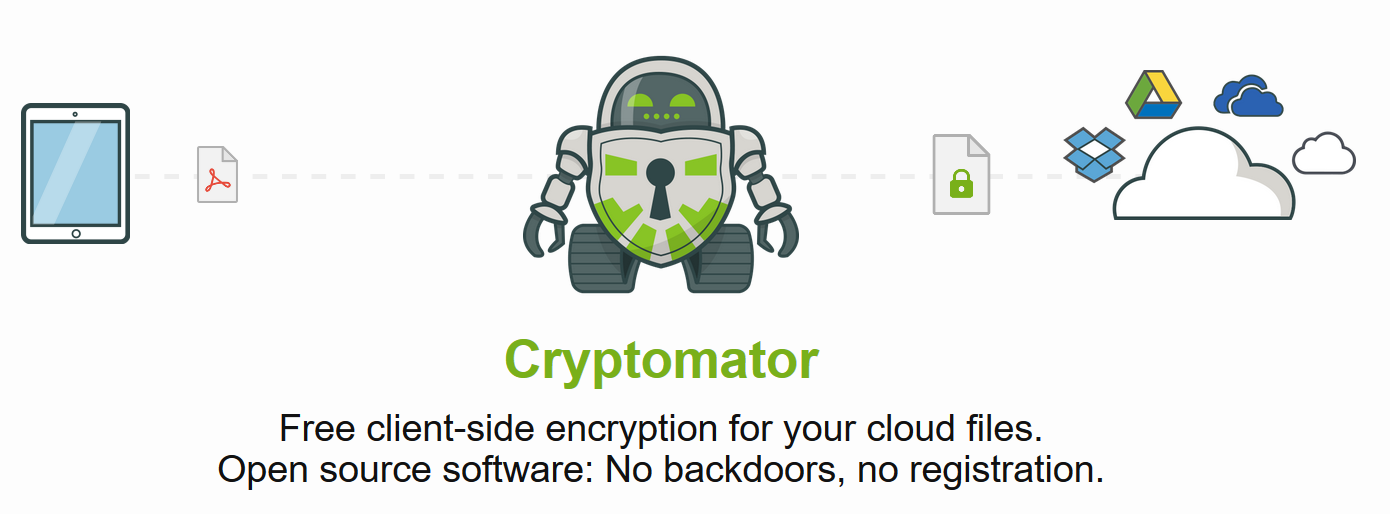 Cryptomator
Free client-side encryption for your cloud files.
Open source software: No backdoors, no registration.